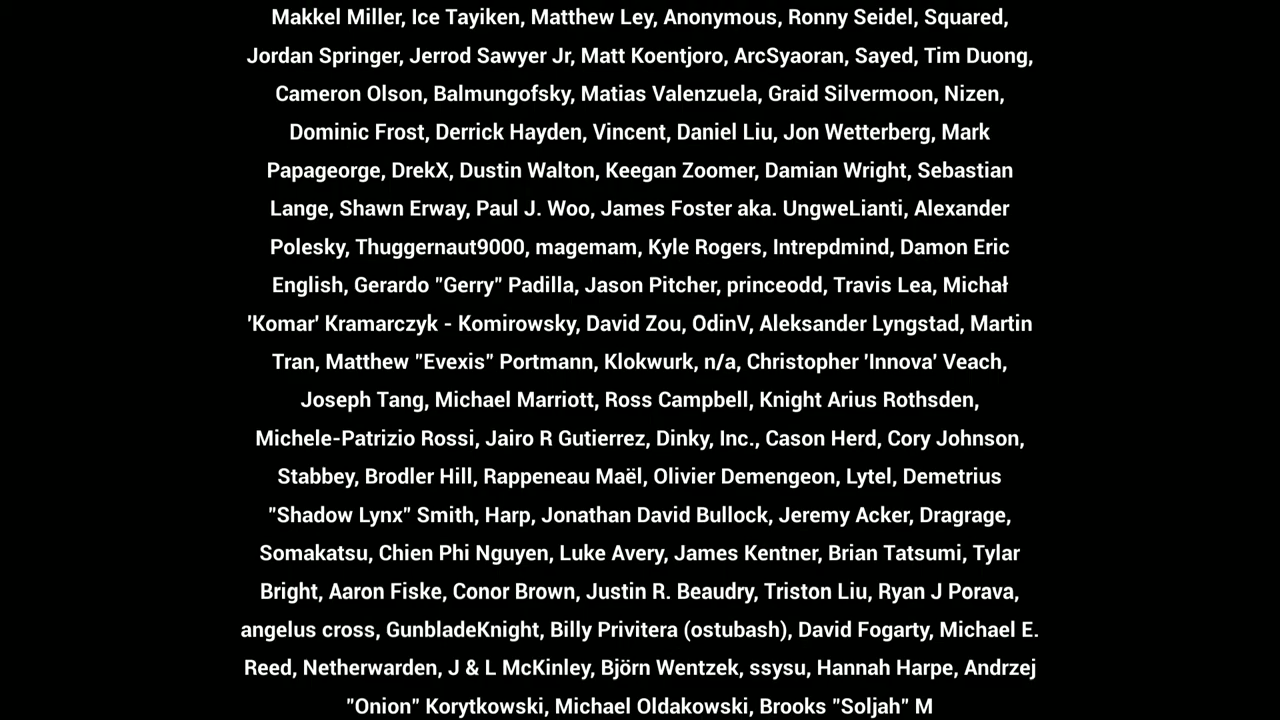 Makkel Miller, Ice Tayiken, Matthew Ley, Anonymous, Ronny Seidel, Squared,
Jordan Springer, Jerrod Sawyer Jr, Matt Koentjoro, ArcSyaoran, Sayed, Tim Duong,
Cameron Olson, Balmungofsky, Matias Valenzuela, Graid Silvermoon, Nizen,
Dominic Frost, Derrick Hayden, Vincent, Daniel Liu, Jon Wetterberg, Mark
Papageorge, DrekX, Dustin Walton, Keegan Zoomer, Damian Wright, Sebastian
Lange, Shawn Erway, Paul J. Woo, James Foster aka. UngweLianti, Alexander
Polesky, Thuggernaut9000, magemam, Kyle Rogers, Intrepdmind, Damon Eric
English, Gerardo "Gerry" Padilla, Jason Pitcher, princeodd, Travis Lea, Michał
'Komar' Kramarczyk - Komirowsky, David Zou, OdinV, Aleksander Lyngstad, Martin
Tran, Matthew "Evexis" Portmann, Klokwurk, n/a, Christopher 'Innova' Veach,
Joseph Tang, Michael Marriott, Ross Campbell, Knight Arius Rothsden,
Michele-Patrizio Rossi, Jairo R Gutierrez, Dinky, Inc., Cason Herd, Cory Johnson,
Stabbey, Brodler Hill, Rappeneau Maël, Olivier Demengeon, Lytel, Demetrius
"Shadow Lynx" Smith, Harp, Jonathan David Bullock, Jeremy Acker, Dragrage,
Somakatsu, Chien Phi Nguyen, Luke Avery, James Kentner, Brian Tatsumi, Tylar
Bright, Aaron Fiske, Conor Brown, Justin R. Beaudry, Triston Liu, Ryan J Porava,
angelus cross, GunbladeKnight, Billy Privitera (ostubash), David Fogarty, Michael E.
Reed, Netherwarden, J & L McKinley, Björn Wentzek, ssysu, Hannah Harpe, Andrzej
"Onion" Korytkowski, Michael Oldakowski, Brooks "Soljah" M